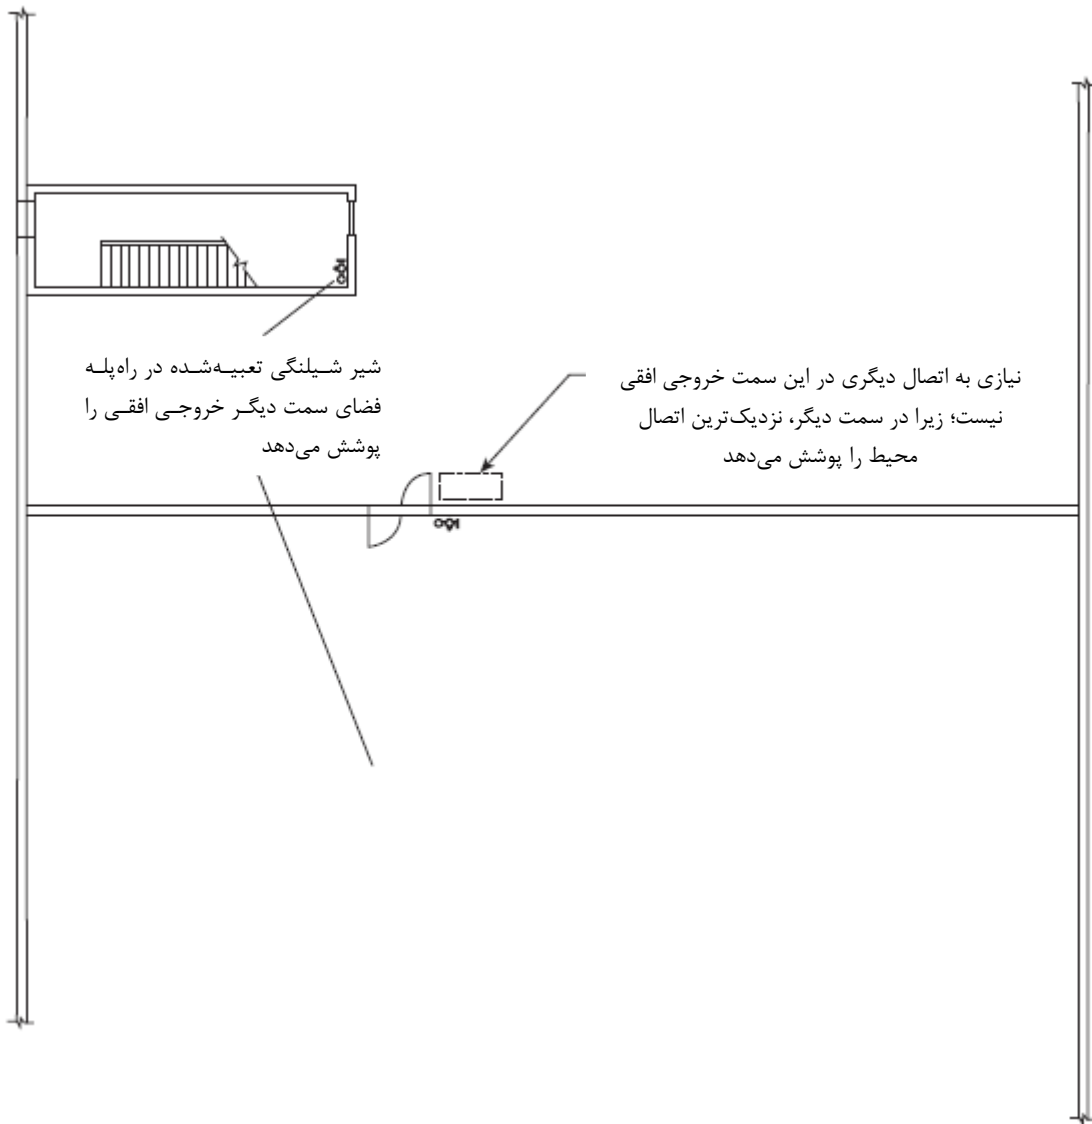 شیر شیلنگی تعبیه‌شده در راه‌پله
فضای سمت دیگر خروجی افقی را
پوشش می‌دهد
نیازی به اتصال دیگری در این سمت خروجی افقی
نیست؛ زیرا در سمت دیگر، نزدیک‌ترین اتصال
محیط را پوشش می‌دهد